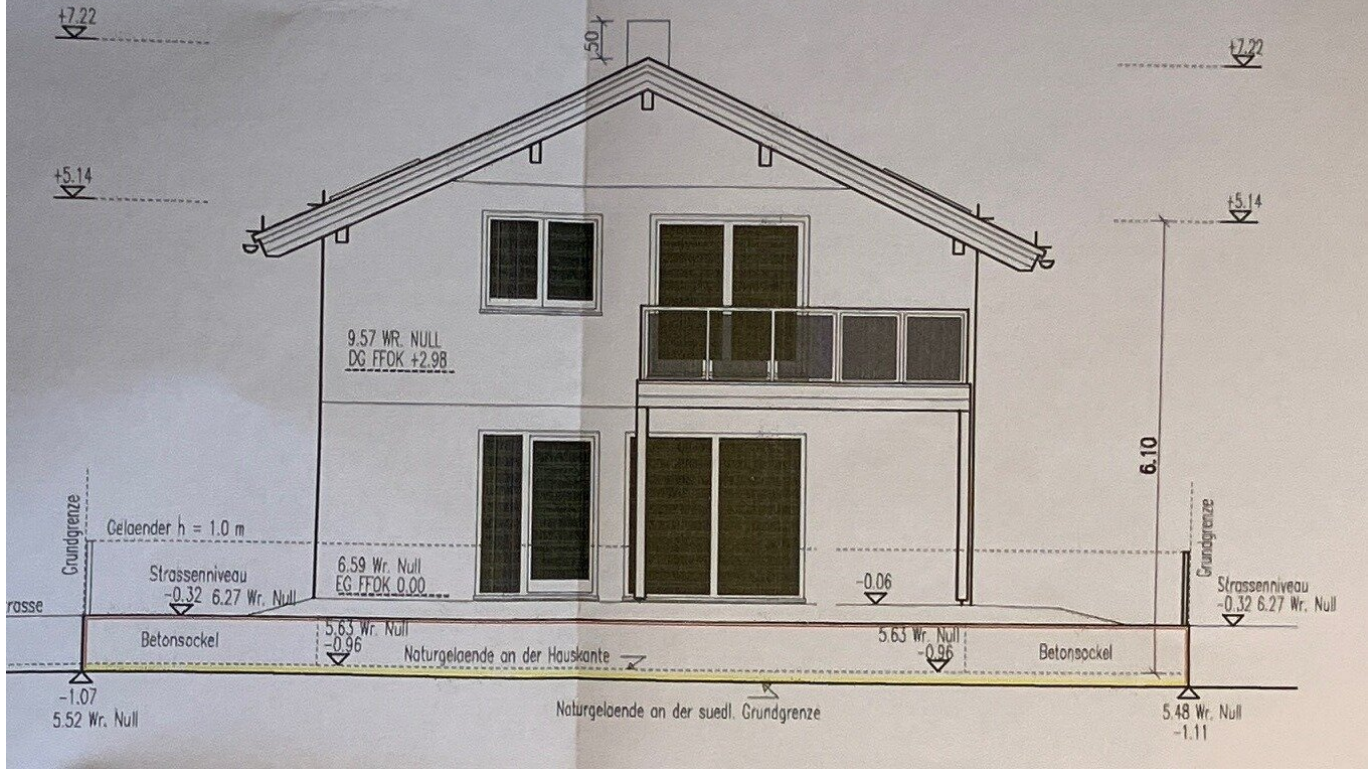 +7.22
50
+7.22
+5.14
+5.14
9.57 WR. NULL
DG FFOK +2.98
6.10
Grundgrenze
Gelaender h = 1.0 m
Grundgrenze
6.59 Wr. Null
EG FFOK 0.00
Strassenniveau
-0.32 6.27 Wr. Null
-0.06
Strassenniveau
-0.32 6.27 Wr. Null
rasse
Betonsockel
5.63 Wr. Null
-0.96
Naturgelaende an der Hauskante
5.63 Wr. Null
-0.96
Betonsockel
-1.07
5.52 Wr. Null
Naturgelaende an der suedl. Grundgrenze
5.48 Wr. Null
-1.11